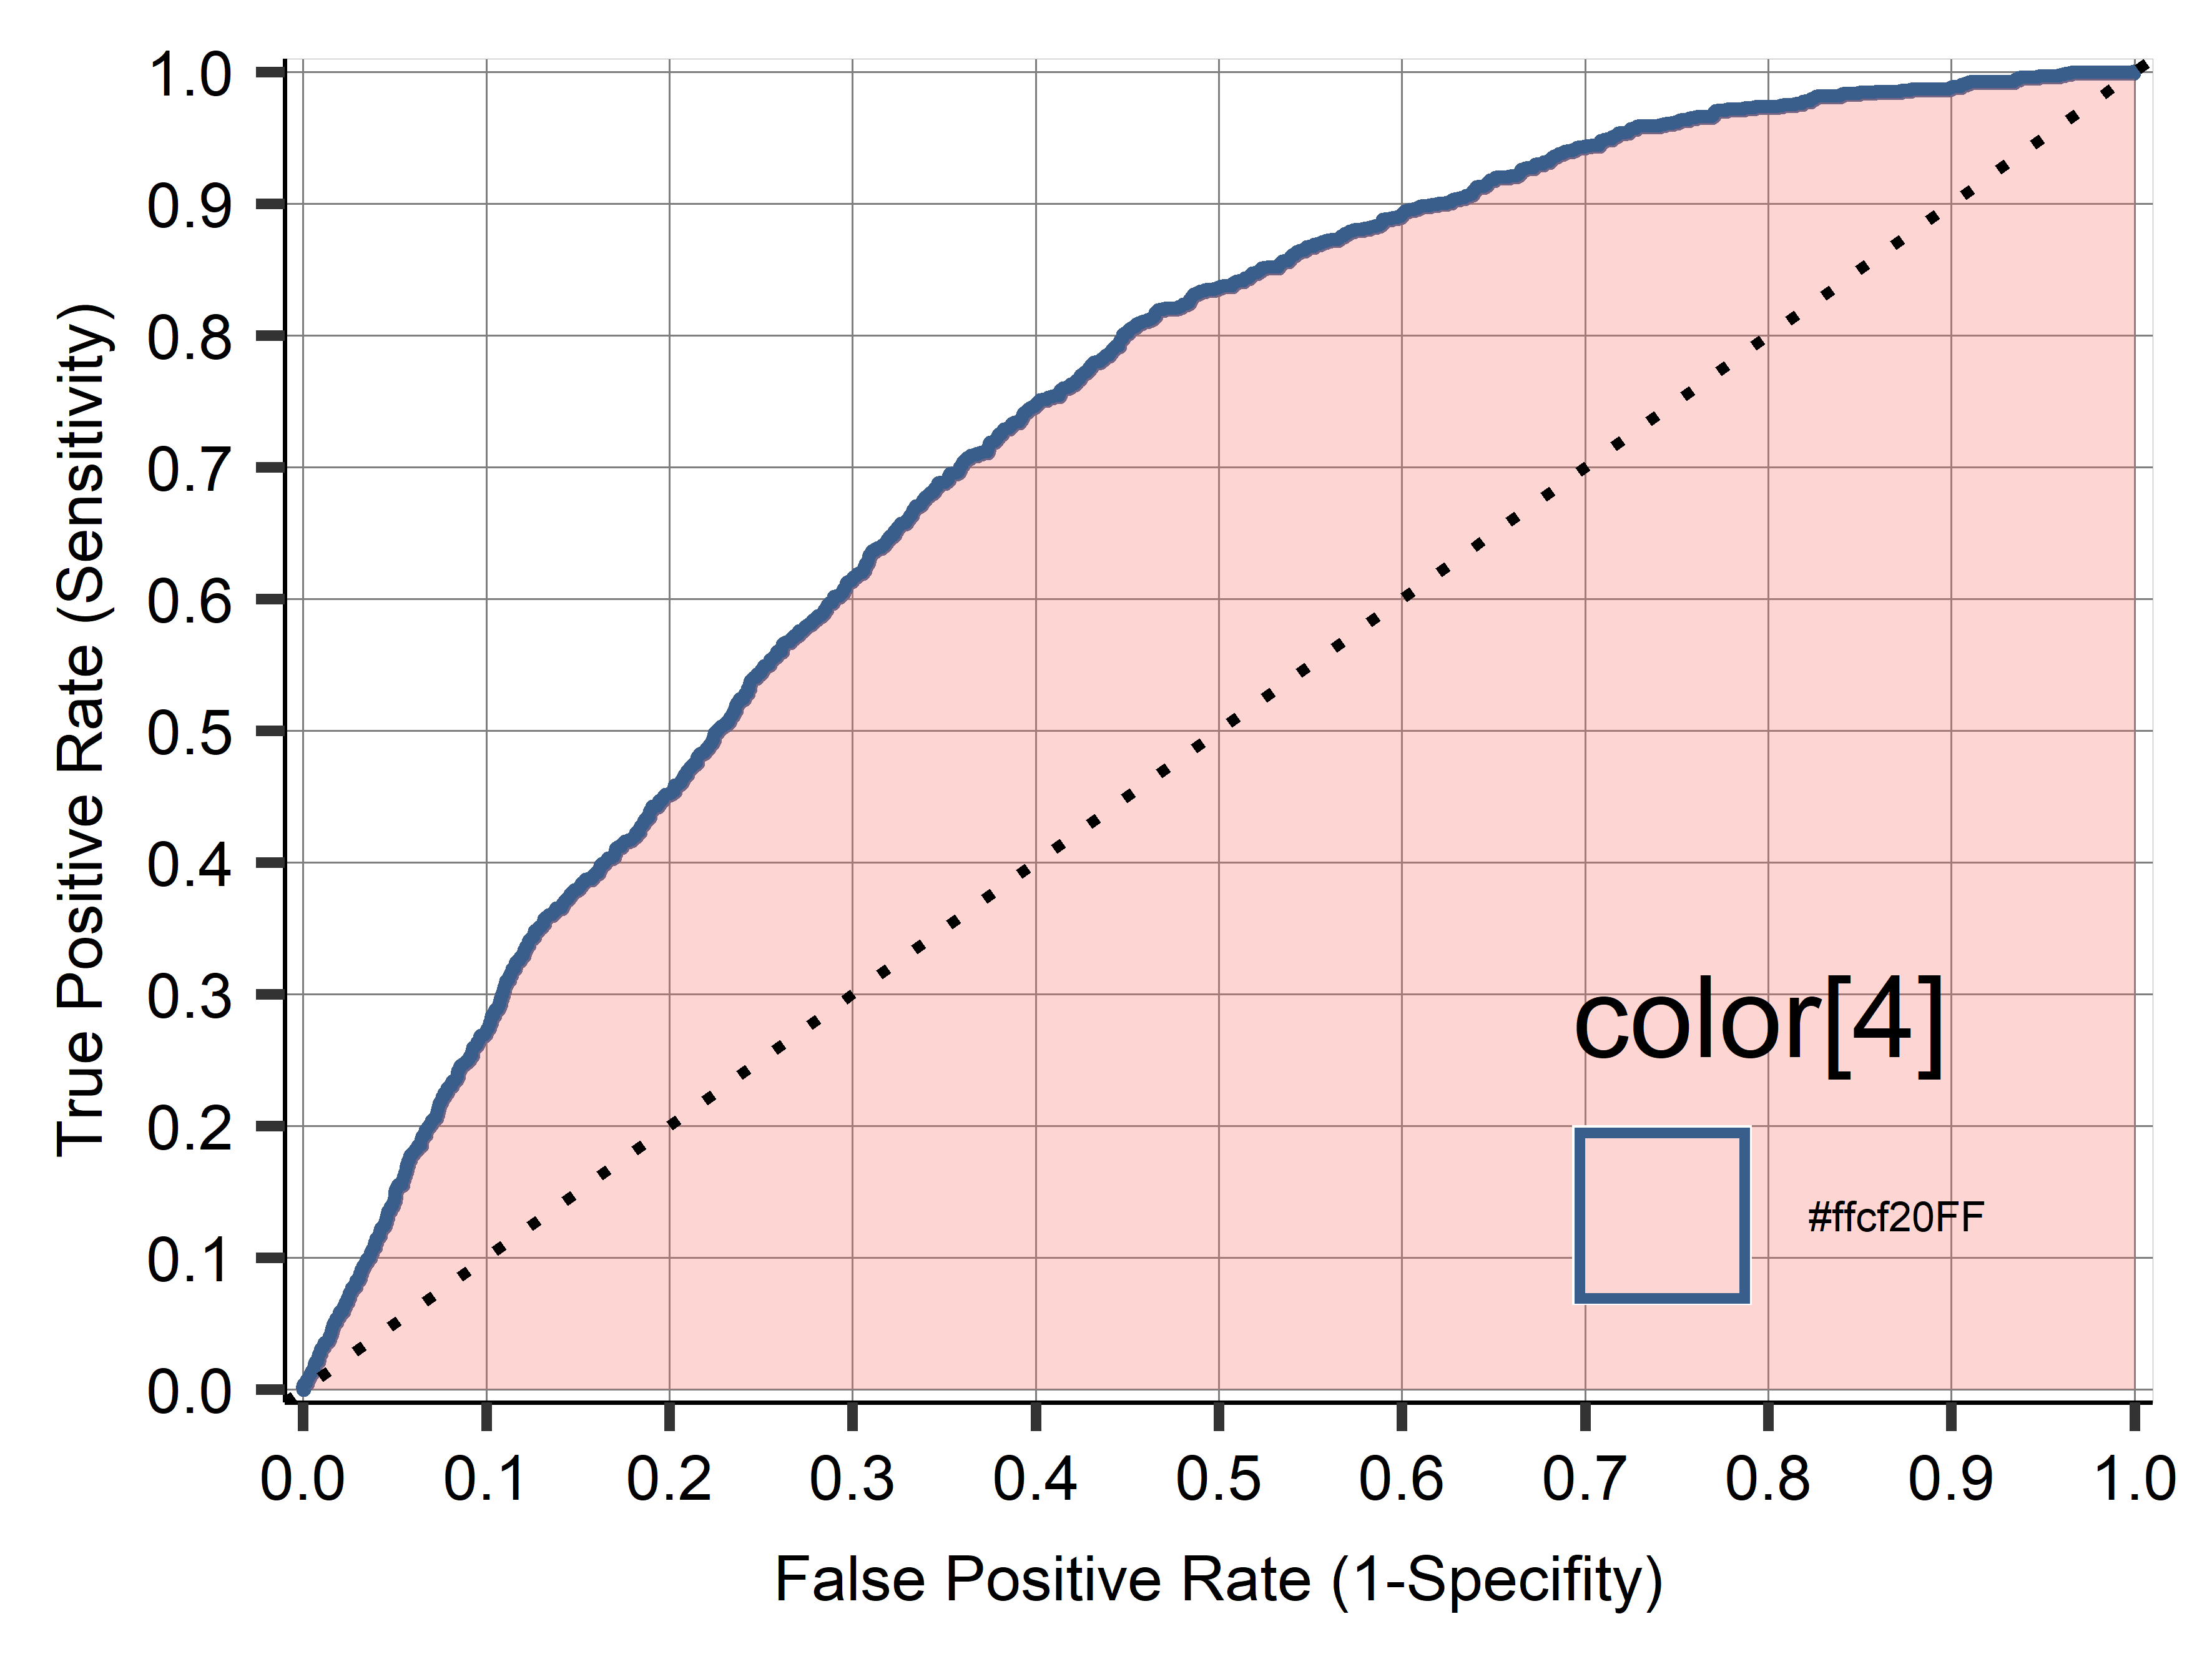 1.0
0.9
0.8
0.7
0.6
0.5
0.4
0.3
0.2
0.1
0.0
True Positive Rate (Sensitivity)
color[4]
#ffcf20FF
0.0 0.1 0.2 0.3 0.4 0.5 0.6 0.7 0.8 0.9 1.0
False Positive Rate (1-Specifity)